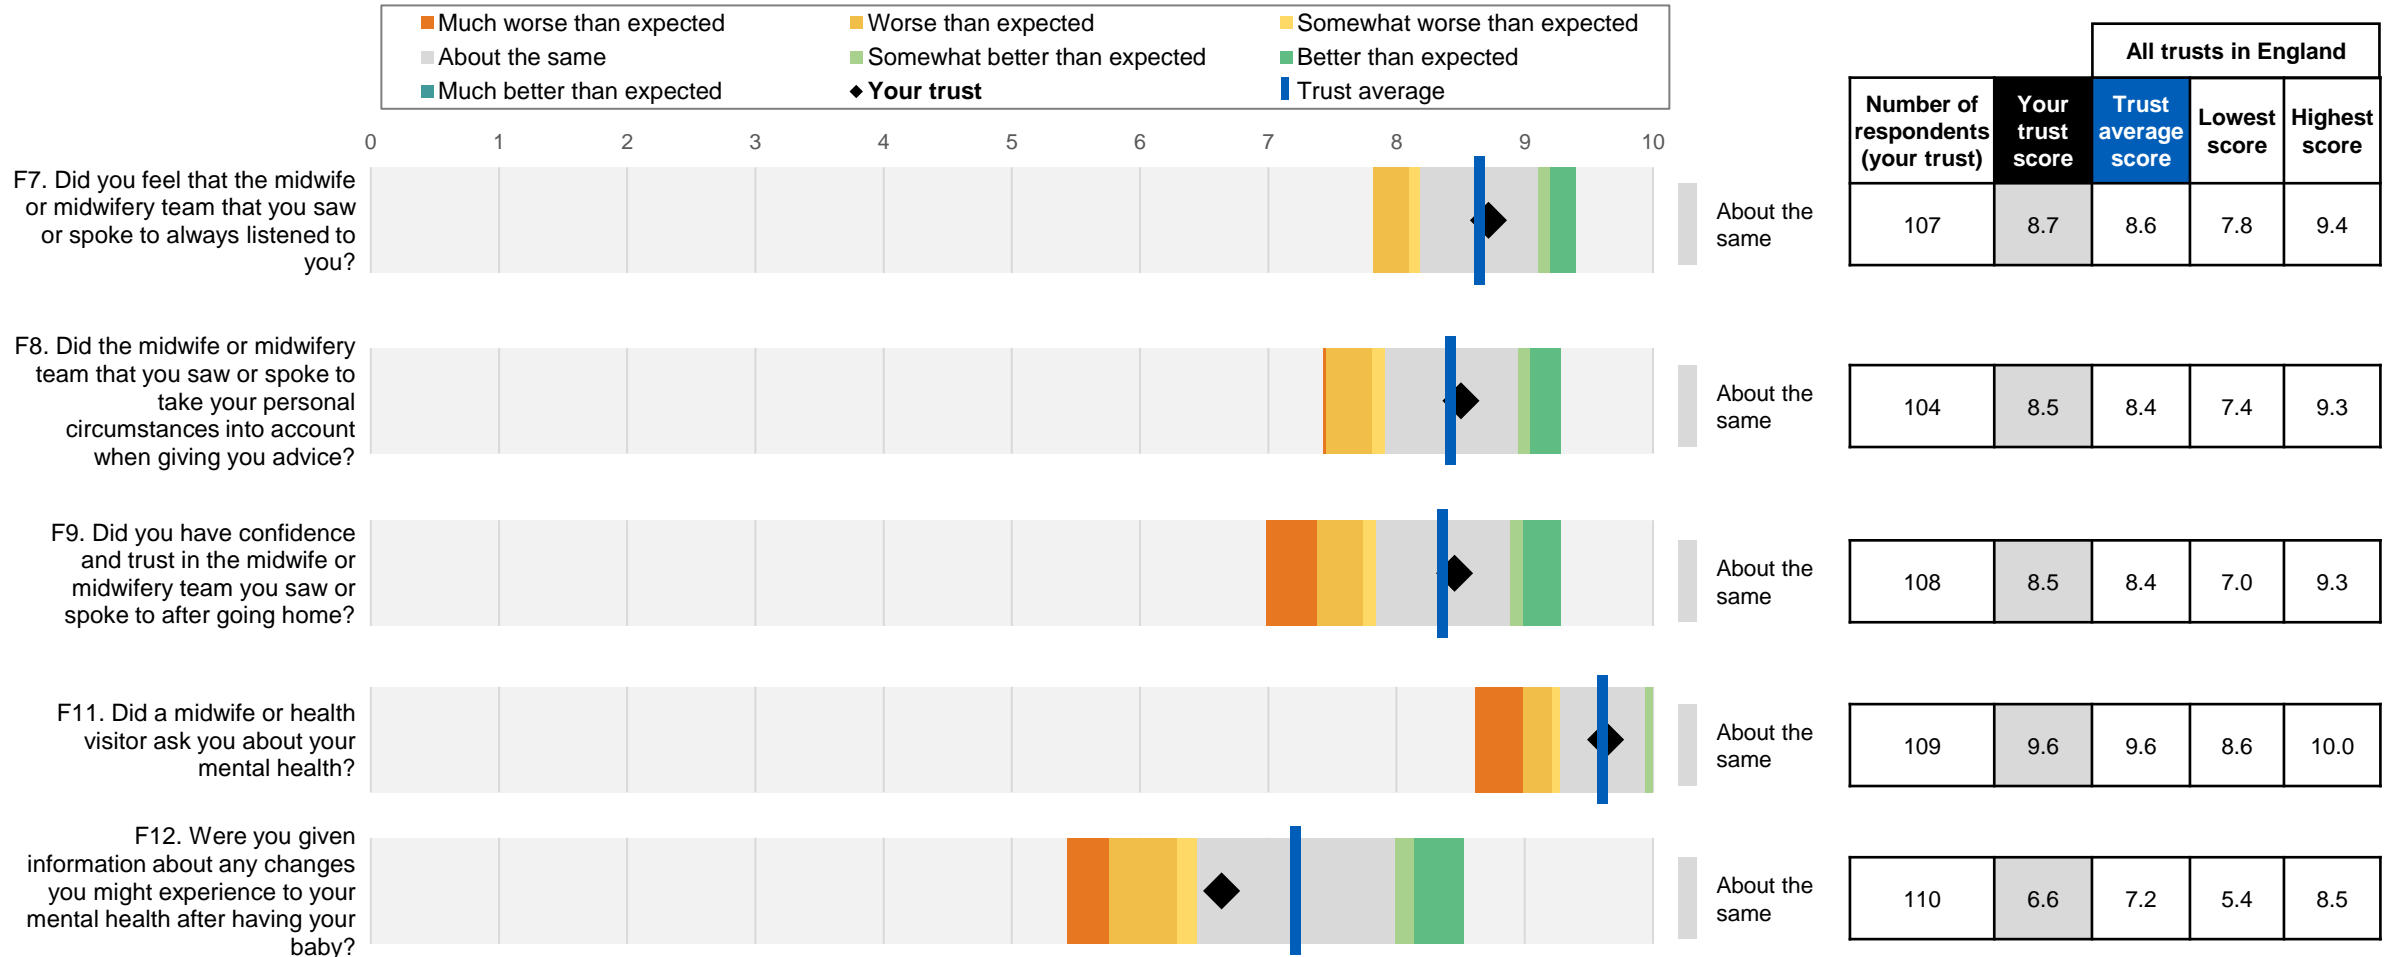 Much worse than expected
Worse than expected
Somewhat worse than expected
About the same
Somewhat better than expected
Better than expected
Much better than expected
Your trust
Trust average
All trusts in England
Number of
respondents
(your trust)
Your
trust
score
Trust
average
score
Lowest
score
Highest
score
0 1 2 3 4 5 6 7 8 9 10
F7. Did you feel that the midwife
or midwifery team that you saw
or spoke to always listened to
you?
About the
same
107 8.7 8.6 7.8 9.4
F8. Did the midwife or midwifery
team that you saw or spoke to
take your personal
circumstances into account
when giving you advice?
About the
same
104 8.5 8.4 7.4 9.3
F9. Did you have confidence
and trust in the midwife or
midwifery team you saw or
spoke to after going home?
About the
same
108 8.5 8.4 7.0 9.3
F11. Did a midwife or health
visitor ask you about your
mental health?
About the
same
109 9.6 9.6 8.6 10.0
F12. Were you given
information about any changes
you might experience to your
mental health after having your
baby?
About the
same
110 6.6 7.2 5.4 8.5